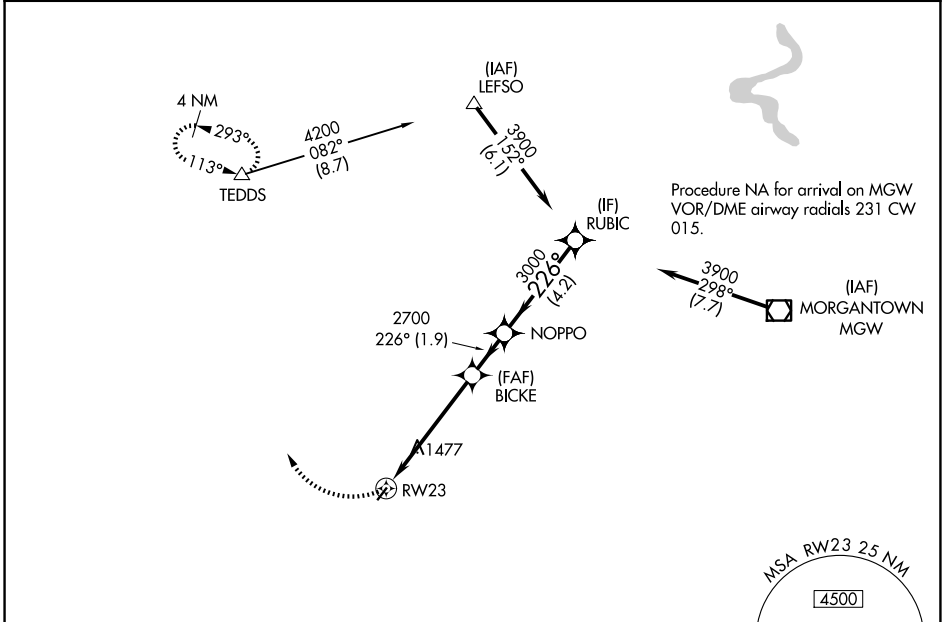 (IAF)
LEFSO
4 NM
293°
113°
TEDDS
4200
082°
(8.7)
3900
152°
(6.1)
(IF)
RUBIC
Procedure NA for arrival on MGW
VOR/DME airway radials 231 CW
015.
3900
298°
(7.7)
(IAF)
MORGANTOWN
MGW
3000
226°
(4.2)
NOPPO
2700
226° (1.9)
(FAF)
BICKE
1477
RW23
MSA RW23 25 NM
4500